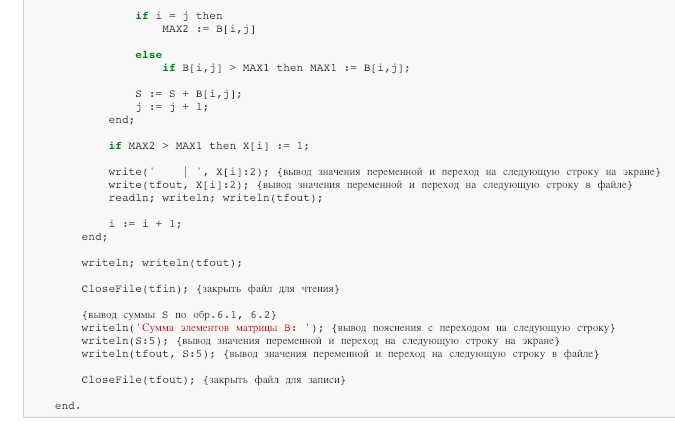 if i = j then
MAX2 := B[i,j]
else
if B[i,j] > MAX1 then MAX1 := B[i,j];
S := S + B[i,j];
j := j + 1;
end;
if MAX2 > MAX1 then X[i] := 1;
write('    | ', X[i]:2); {вывод значения переменной и переход на следующую строку на экране}
write(tfout, X[i]:2); {вывод значения переменной и переход на следующую строку в файле}
readln; writeln; writeln(tfout);
i := i + 1;
end;
writeln; writeln(tfout);
CloseFile(tfin); {закрыть файл для чтения}
{вывод суммы S по обр.6.1, 6.2}
writeln('Сумма элементов матрицы B: '); {вывод пояснения с переходом на следующую строку}
writeln(S:5); {вывод значения переменной и переход на следующую строку на экране}
writeln(tfout, S:5); {вывод значения переменной и переход на следующую строку в файле}
CloseFile(tfout); {закрыть файл для записи}
end.